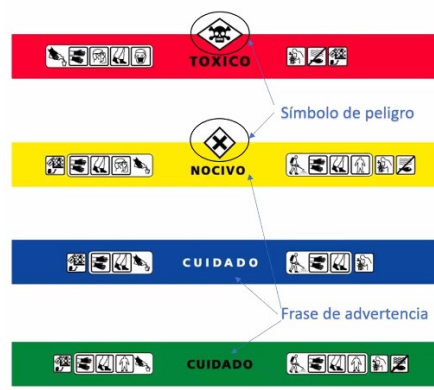 TOXICO
Símbolo de peligro
NOCIVO
CUIDADO
Frase de advertencia
CUIDADO